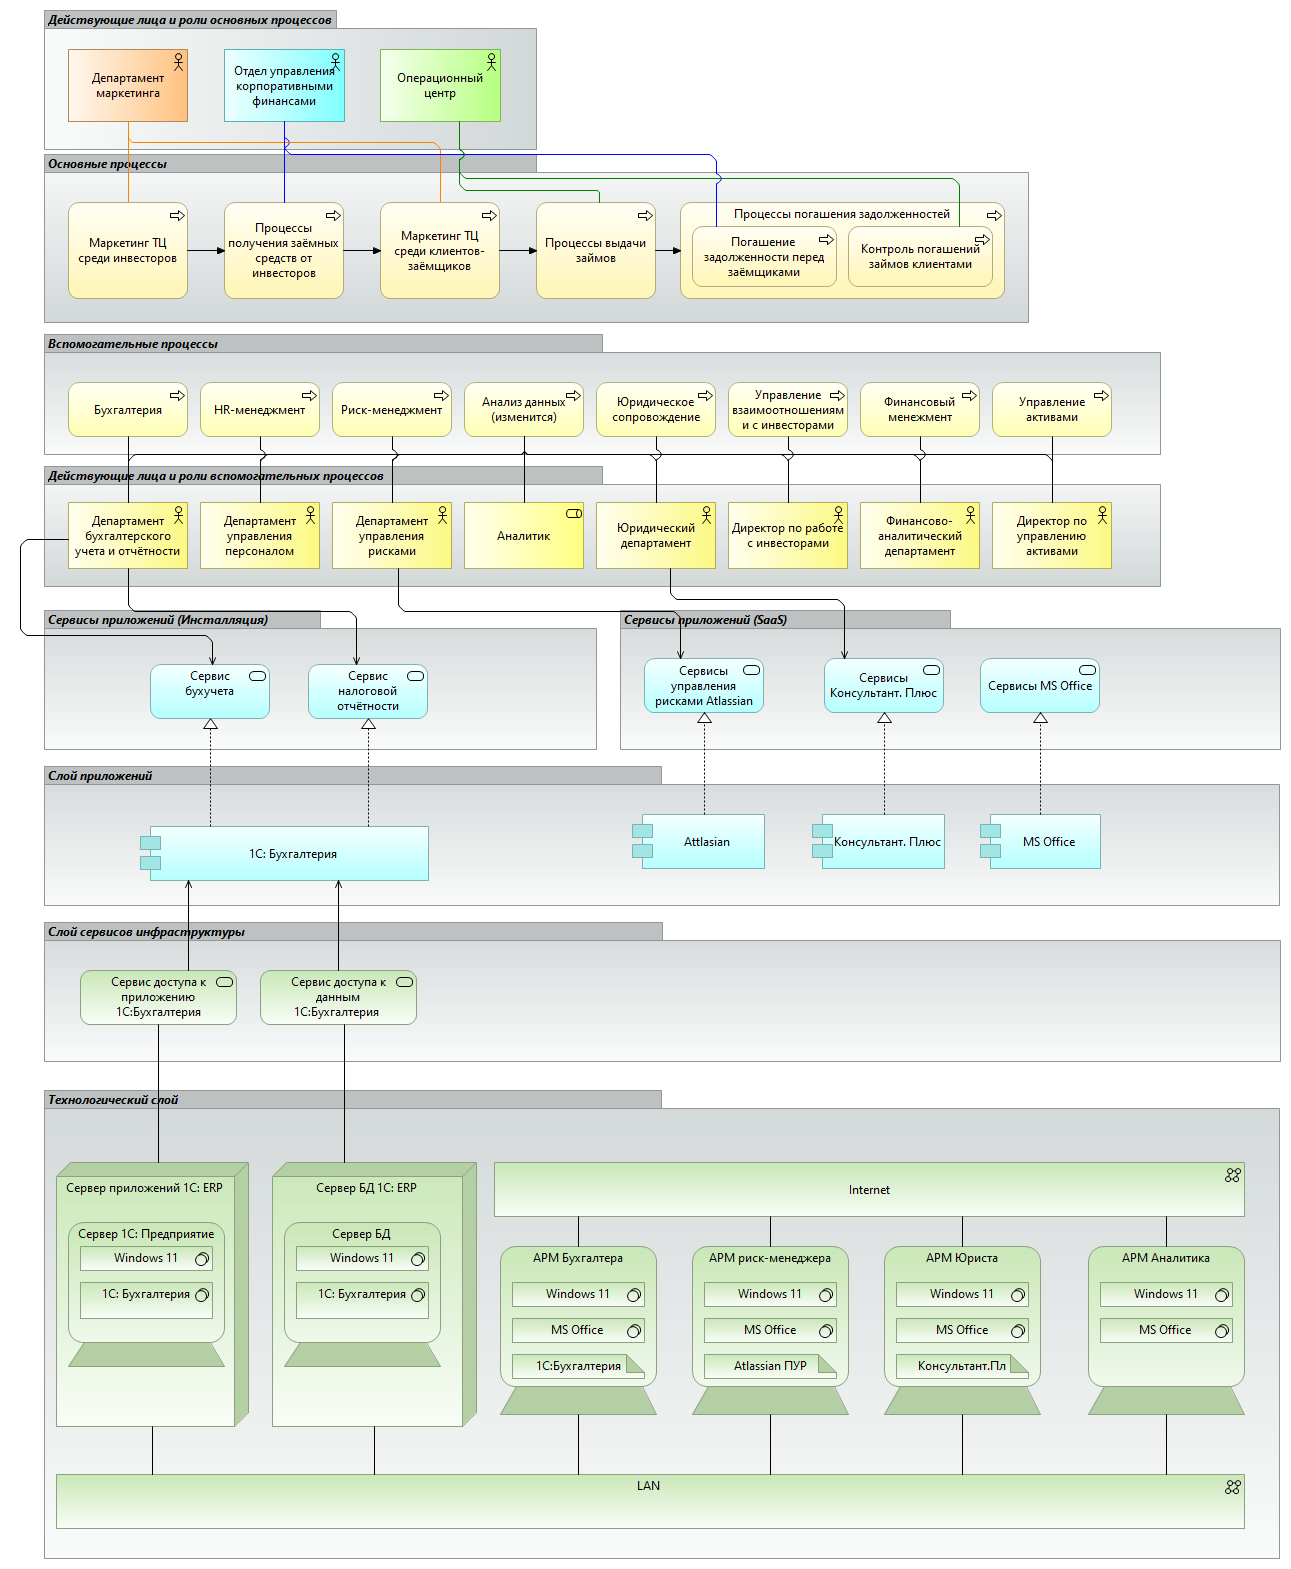 Действующие лица и роли основных процессов
Департамент
маркетинга
Отдел управления
корпоративными
финансами
Операционный
центр
Основные процессы
Маркетинг ТЦ
среди инвесторов
Процессы
получения заёмных
средств от
инвесторов
Маркетинг ТЦ
среди клиентов-
заёмщиков
Процессы выдачи
займов
Процессы погашения задолженностей
Погашение
задолженности перед
заёмщиками
Контроль погашений
займов клиентами
Вспомогательные процессы
Бухгалтерия
HR-менеджмент
Риск-менеджмент
Анализ данных
(изменится)
Юридическое
сопровождение
Управление
взаимоотношениям
и с инвесторами
Финансовый
менежмент
Управление
активами
Действующие лица и роли вспомогательных процессов
Департамент
бухгалтерского
учета и отчётности
Департамент
управления
персоналом
Департамент
управления
рисками
Аналитик
Юридический
департамент
Директор по работе
с инвесторами
Финансово-
аналитический
департамент
Директор по
управлению
активами
Сервисы приложений (Инсталляция)
Сервис
бухучета
Сервис
налоговой
отчётности
Сервисы приложений (SaaS)
Сервисы
управления
рисками Atlassian
Сервисы
Консультант. Плюс
Сервисы MS Office
Слой приложений
1С: Бухгалтерия
Attlasian
Консультант. Плюс
MS Office
Слой сервисов инфраструктуры
Сервис доступа к
приложению
1С:Бухгалтерия
Сервис доступа к
данным
1С:Бухгалтерия
Технологический слой
Сервер приложений 1С: ERP
Сервер 1С: Предприятие
Windows 11
1С: Бухгалтерия
Сервер БД 1С: ERP
Сервер БД
Windows 11
1С: Бухгалтерия
Internet
АРМ Бухгалтера
Windows 11
MS Office
1С:Бухгалтерия
АРМ риск-менеджера
Windows 11
MS Office
Atlassian ПУР
АРМ Юриста
Windows 11
MS Office
Консультант.Пл
АРМ Аналитика
Windows 11
MS Office
LAN